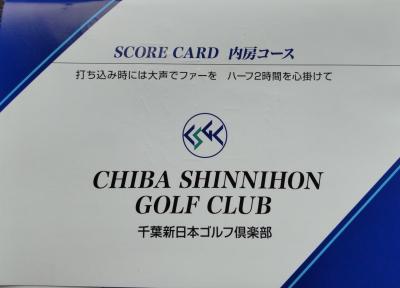 SCORE CARD 内房コース
打ち込み時には大声でファーを ハーフ2時間を心掛けて
CSGC
CHIBA SHINNIHON
GOLF CLUB
千葉新日本ゴルフ倶楽部